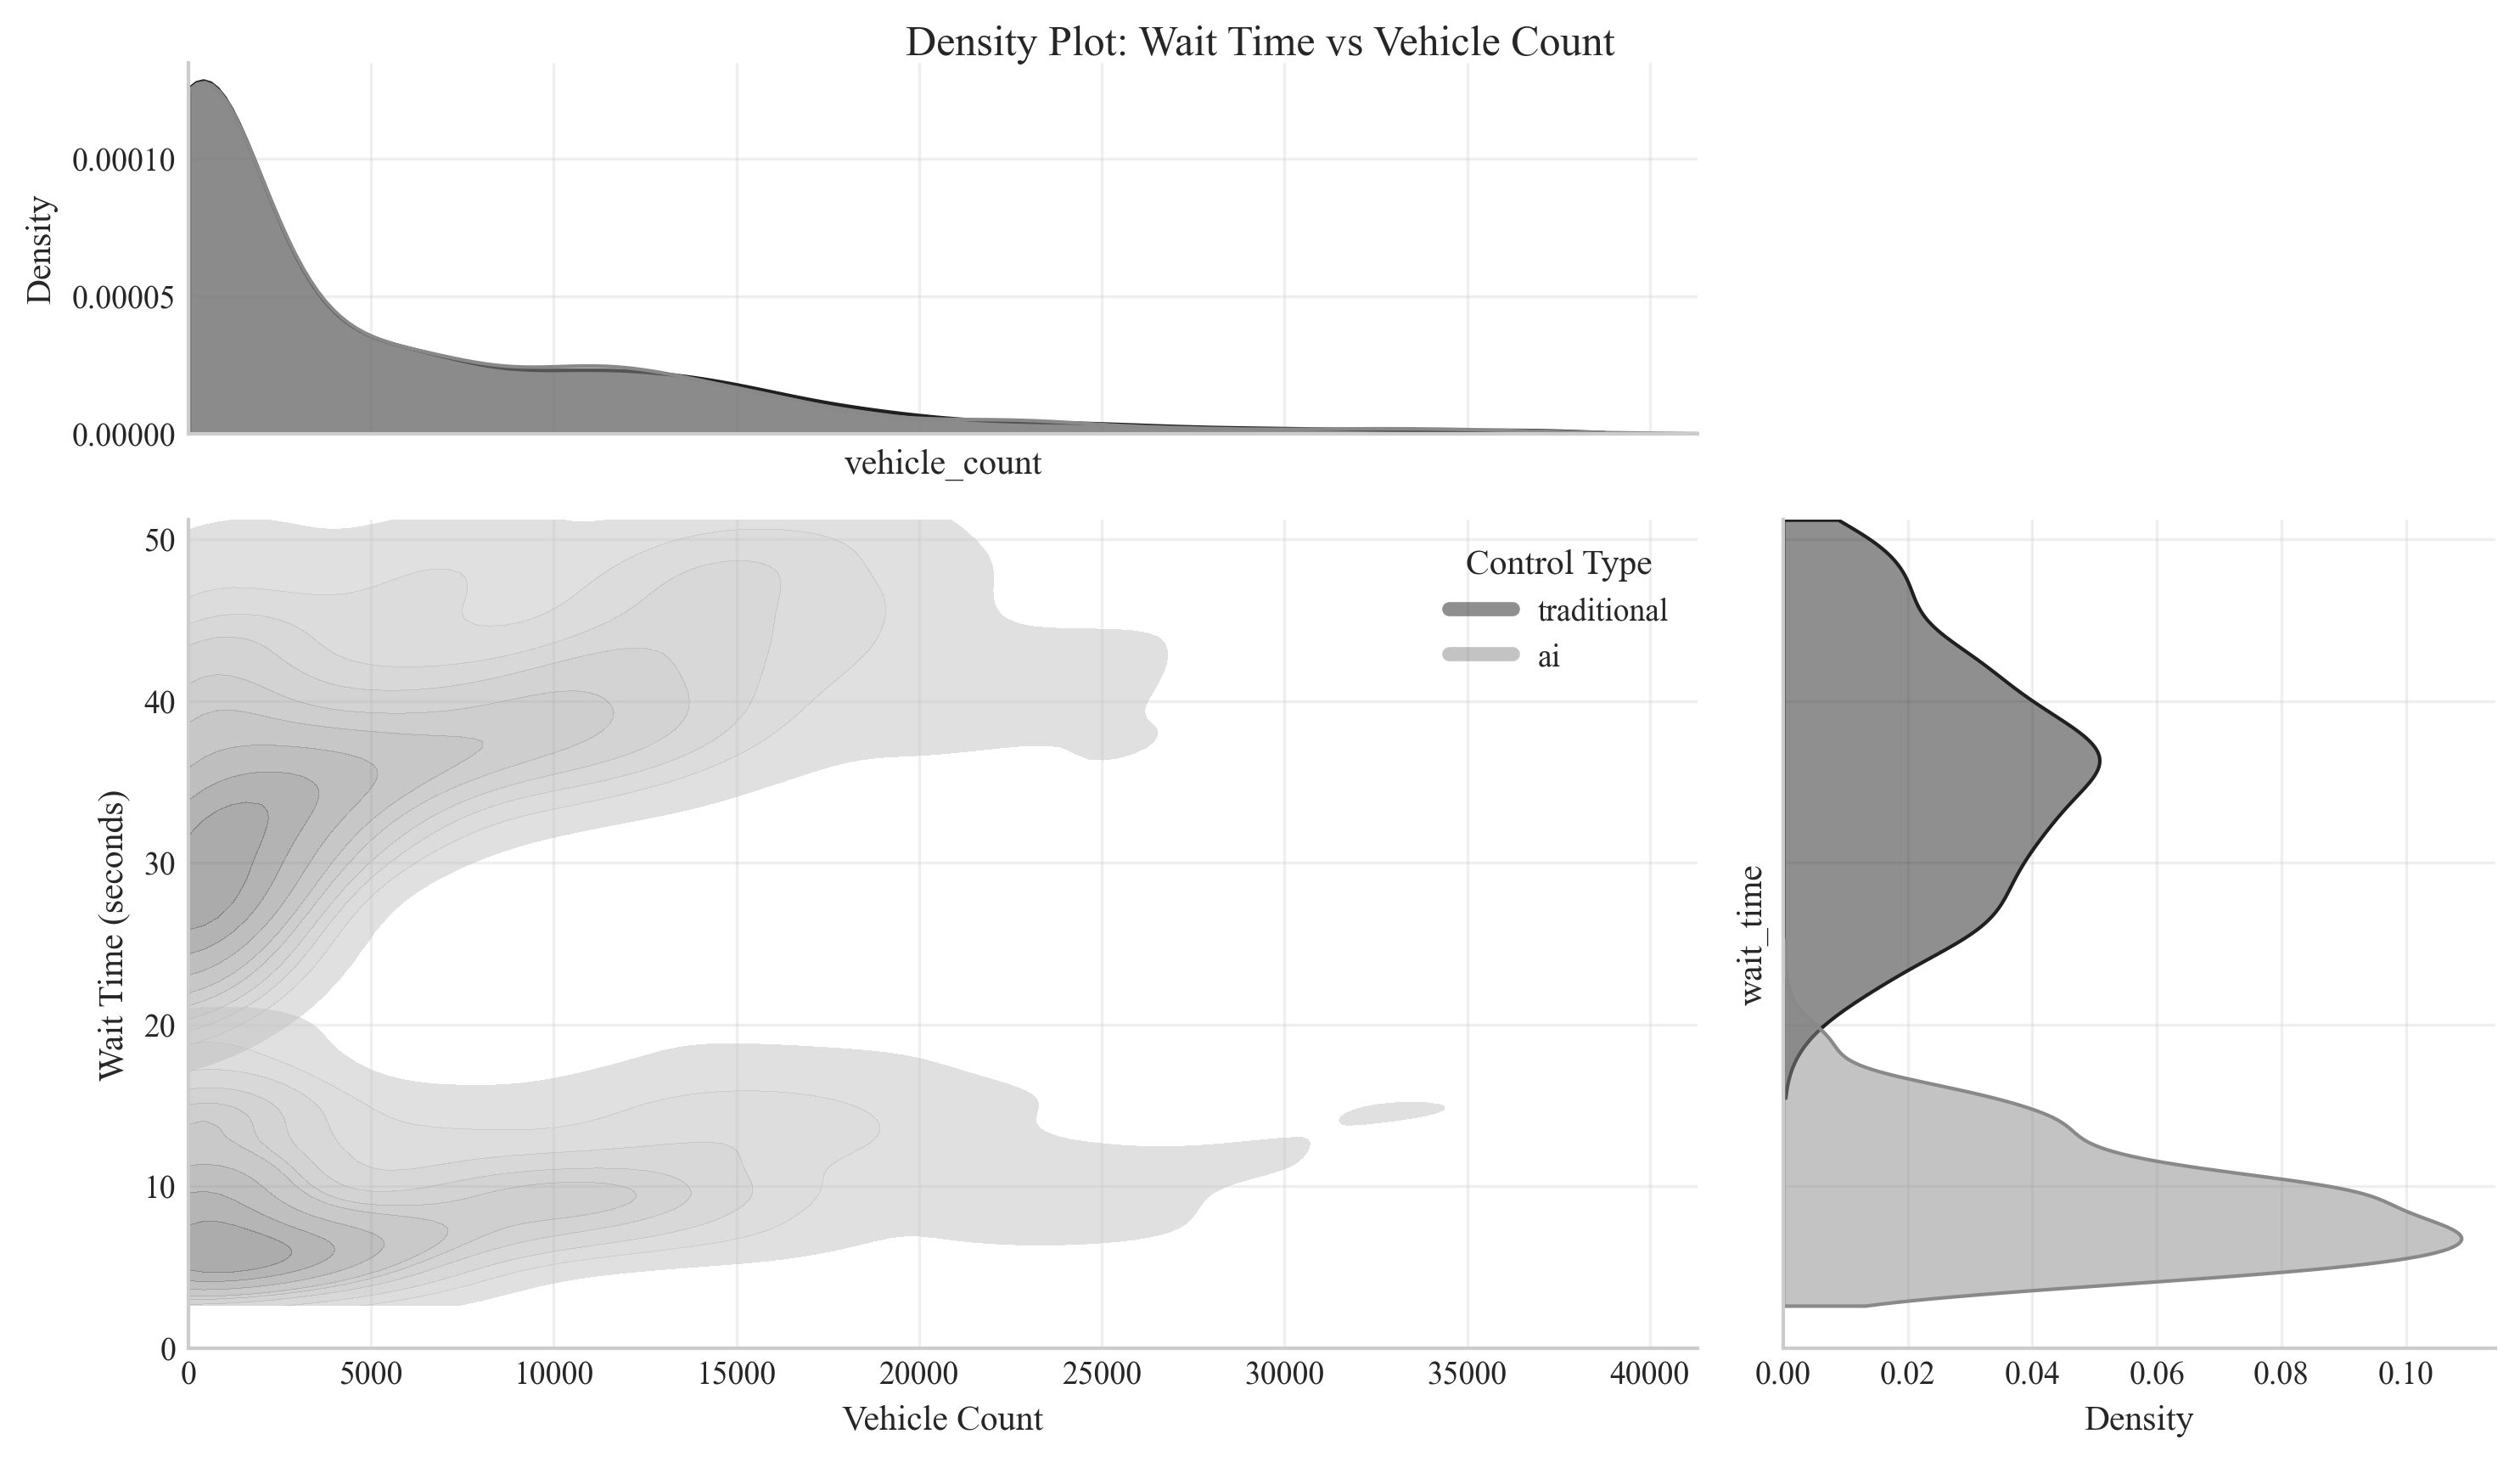 Density Plot: Wait Time vs Vehicle Count
Density
0.00010
0.00005
0.00000
vehicle_count
Wait Time (seconds)
50
40
30
20
10
0
0 5000 10000 15000 20000 25000 30000 35000 40000
Vehicle Count
Control Type
traditional
ai
wait_time
0.00 0.02 0.04 0.06 0.08 0.10
Density